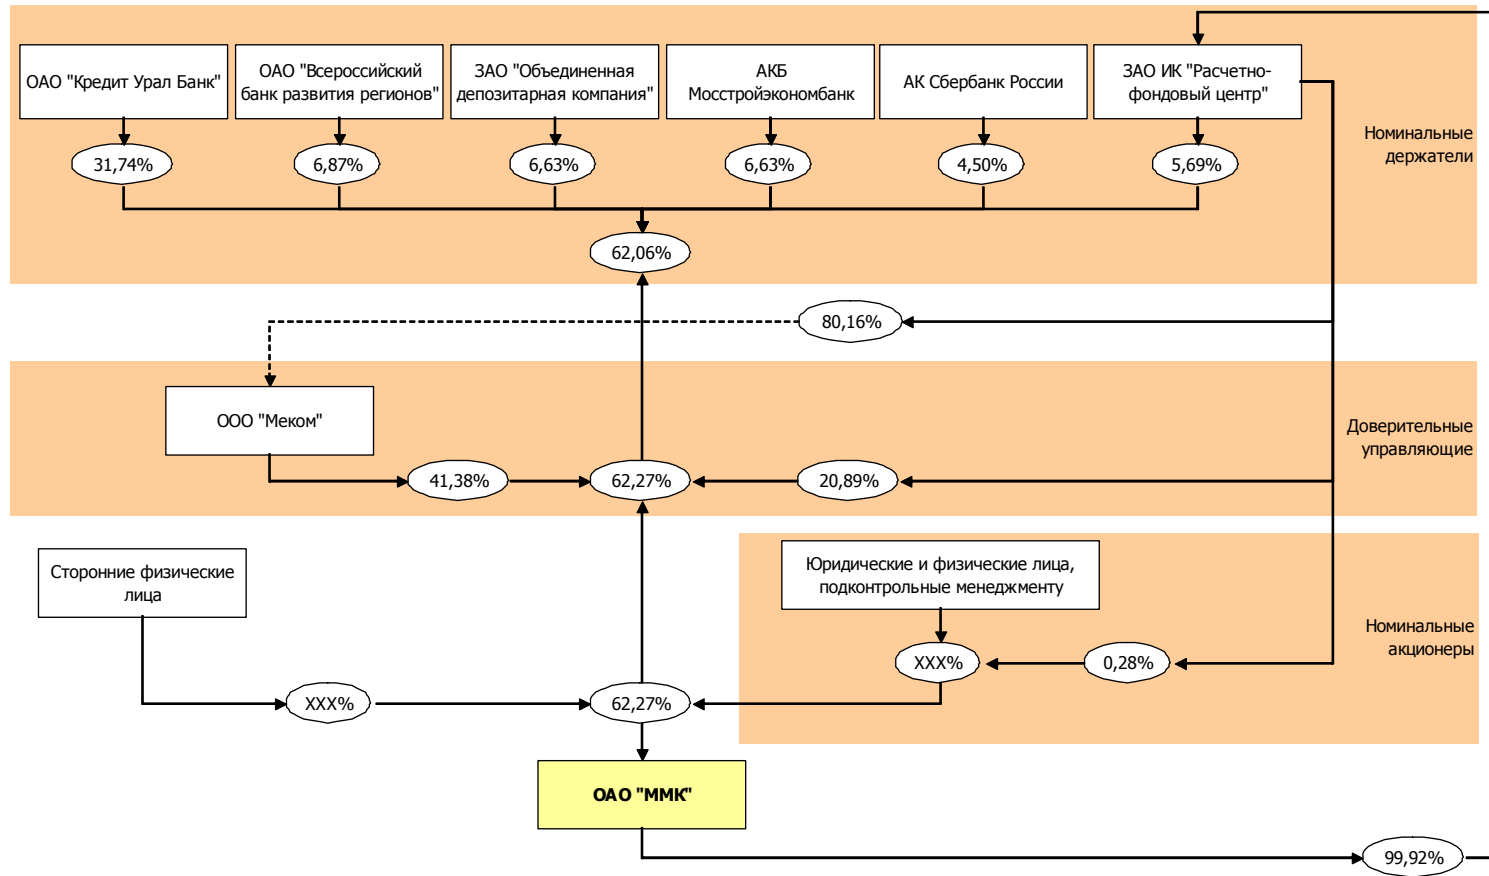 ОАО "Кредит Урал Банк"
ОАО "Всероссийский
банк развития регионов"
ЗАО "Объединенная
депозитарная компания"
АКБ
Мосстройэкономбанк
АК Сбербанк России
ЗАО ИК "Расчетно-
фондовый центр"
Номинальные
держатели
31,74%
6,87%
6,63%
6,63%
4,50%
5,69%
62,06%
80,16%
ООО "Меком"
Доверительные
управляющие
41,38%
62,27%
20,89%
Сторонние физические
лица
Юридические и физические лица,
подконтрольные менеджменту
Номинальные
акционеры
XXX%
0,28%
XXX%
62,27%
ОАО "ММК"
99,92%